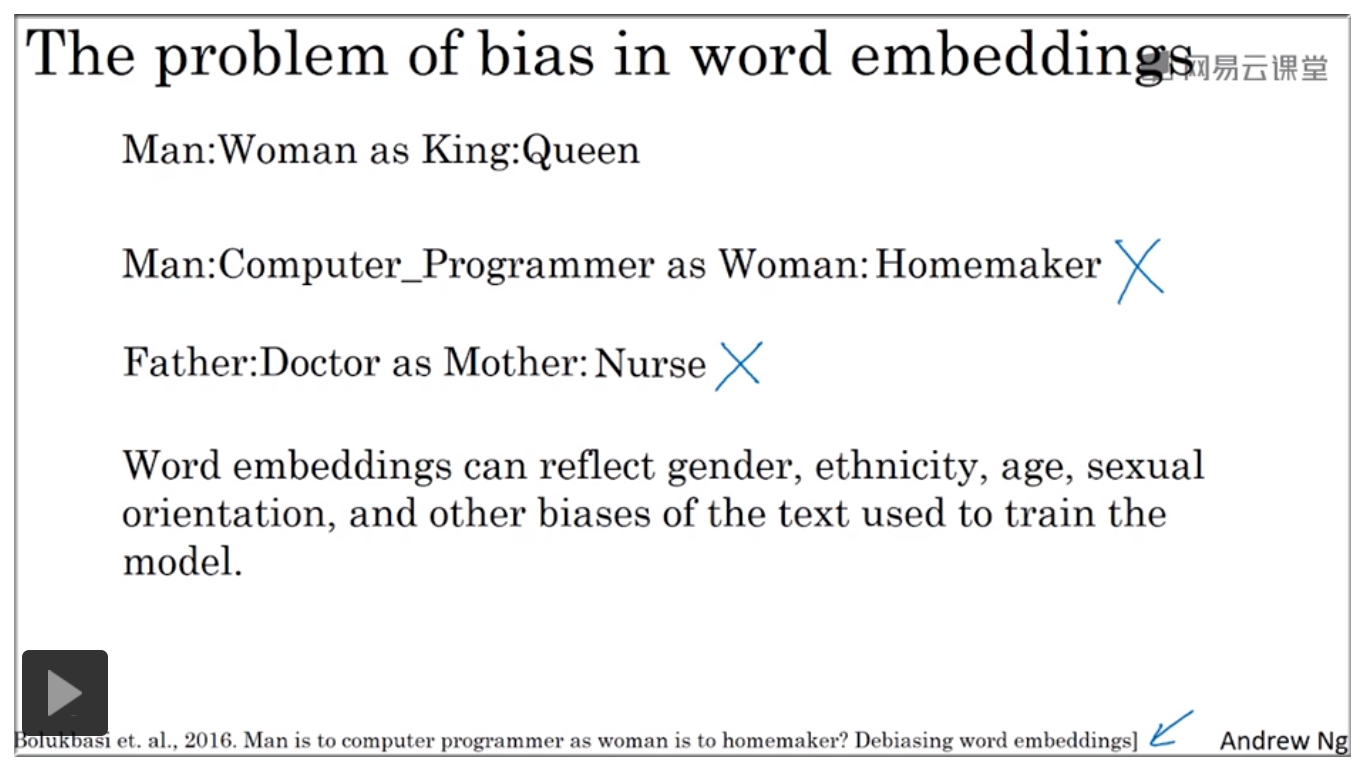 The problem of bias in word embeddings
网易云课堂
Man:Woman as King:Queen
Man:Computer_Programmer as Woman:Homemaker
Father:Doctor as Mother:Nurse
Word embeddings can reflect gender, ethnicity, age, sexual
orientation, and other biases of the text used to train the
model.
Bolukbasi et. al., 2016. Man is to computer programmer as woman is to homemaker? Debiasing word embeddings]
Andrew Ng